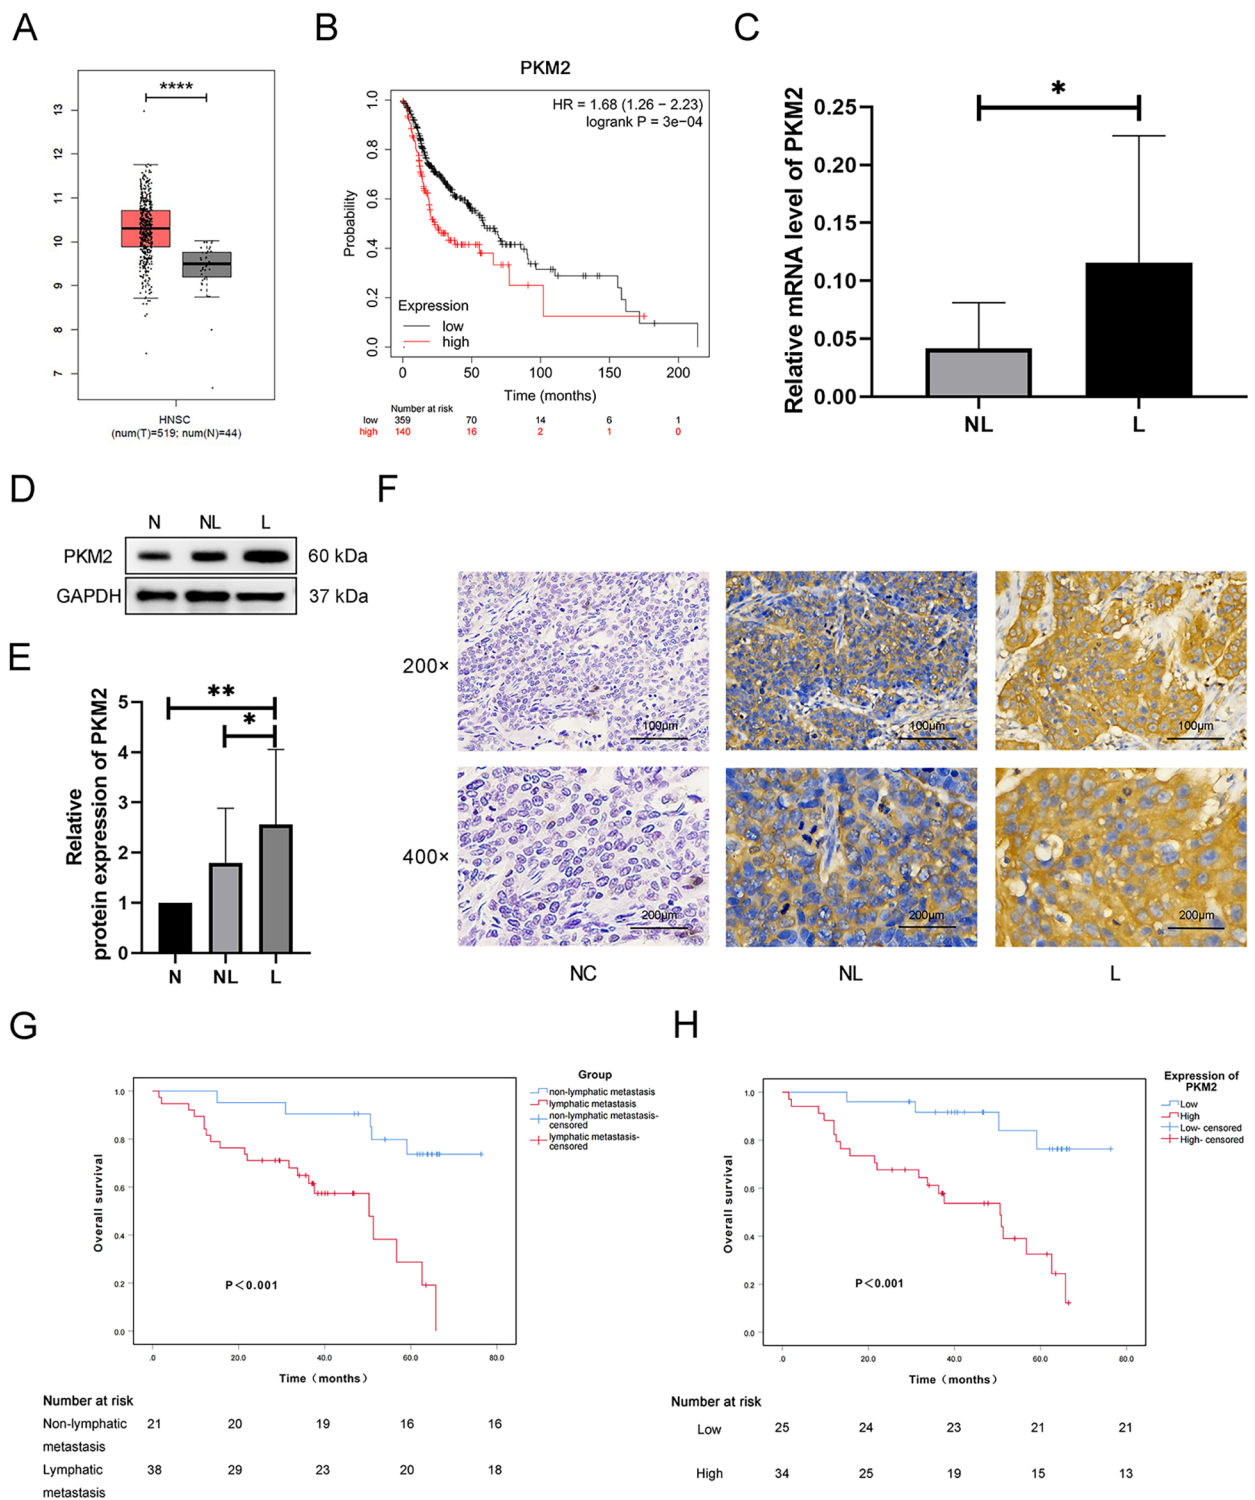 A
****
13
12
11
10
9
8
7
HNSC
(num(T)=519; num(N)=44)
B
PKM2
HR = 1.68 (1.26 − 2.23)
logrank P = 3e−04
Probability
1.0
0.8
0.6
0.4
0.2
0.0
Expression
low
high
0
50
100
150
200
Time (months)
Number at risk
low 359 70 14 6 1
high 140 16 2 1 0
C
Relative mRNA level of PKM2
0.25
0.20
0.15
0.10
0.05
0.00
*
NL
L
D
N NL L
PKM2 60 kDa
GAPDH 37 kDa
E
Relative
protein expression of PKM2
5
4
3
2
1
0
**
*
N NL L
F
200×
100μm
100μm
100μm
400×
200μm
200μm
200μm
NC
NL
L
G
Overall survival
1.0
0.8
0.6
0.4
0.2
0.0
P＜0.001
.0 20.0 40.0 60.0 80.0
Time（months）
Group
non-lymphatic metastasis
lymphatic metastasis
non-lymphatic metastasis-
censored
lymphatic metastasis-
censored
Number at risk
Non-lymphatic 21 20 19 16 16
metastasis
Lymphatic 38 29 23 20 18
metastasis
H
Overall survival
1.0
0.8
0.6
0.4
0.2
0.0
P＜0.001
.0 20.0 40.0 60.0 80.0
Time（months）
Expression of
PKM2
Low
High
Low- censored
High- censored
Number at risk
Low 25 24 23 21 21
High 34 25 19 15 13